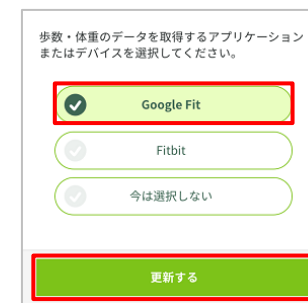 歩数・体重のデータを取得するアプリケーション
またはデバイスを選択してください。
Google Fit
Fitbit
今は選択しない
更新する